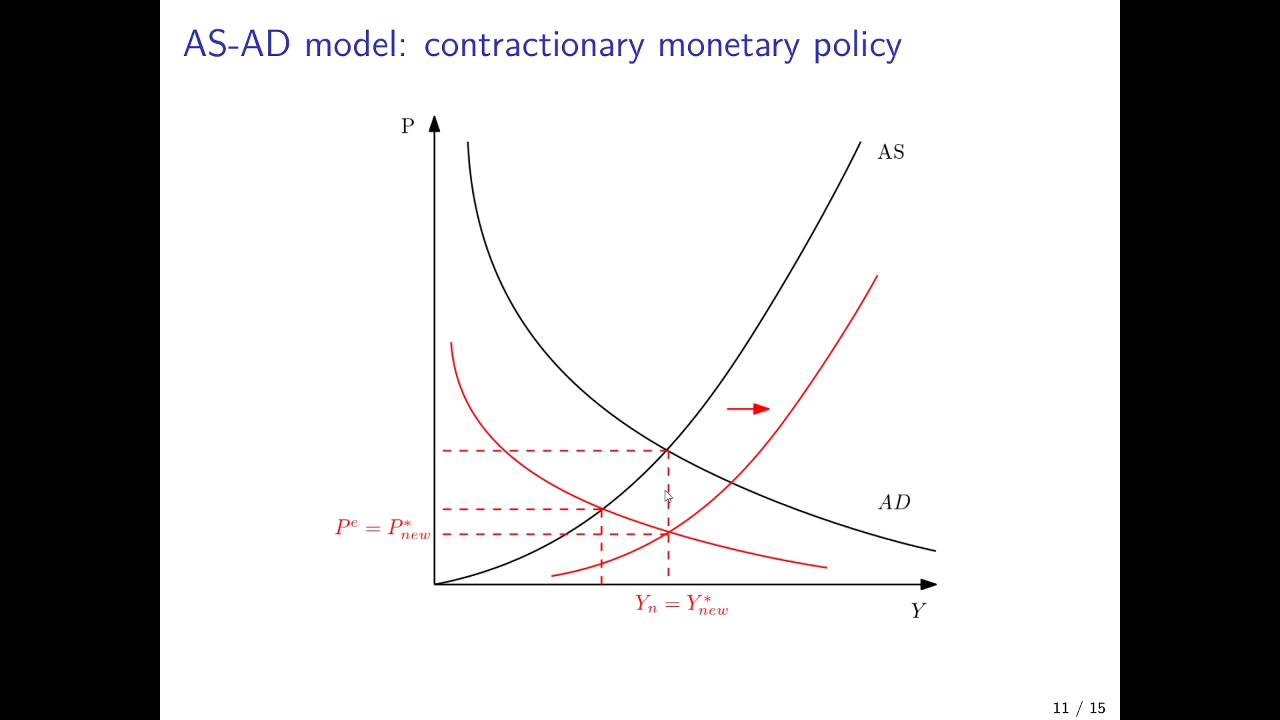 AS-AD model: contractionary monetary policy
P
AS
AD
P^e = P^*_{new}
Y_n = Y^*_{new}
Y
11 / 15